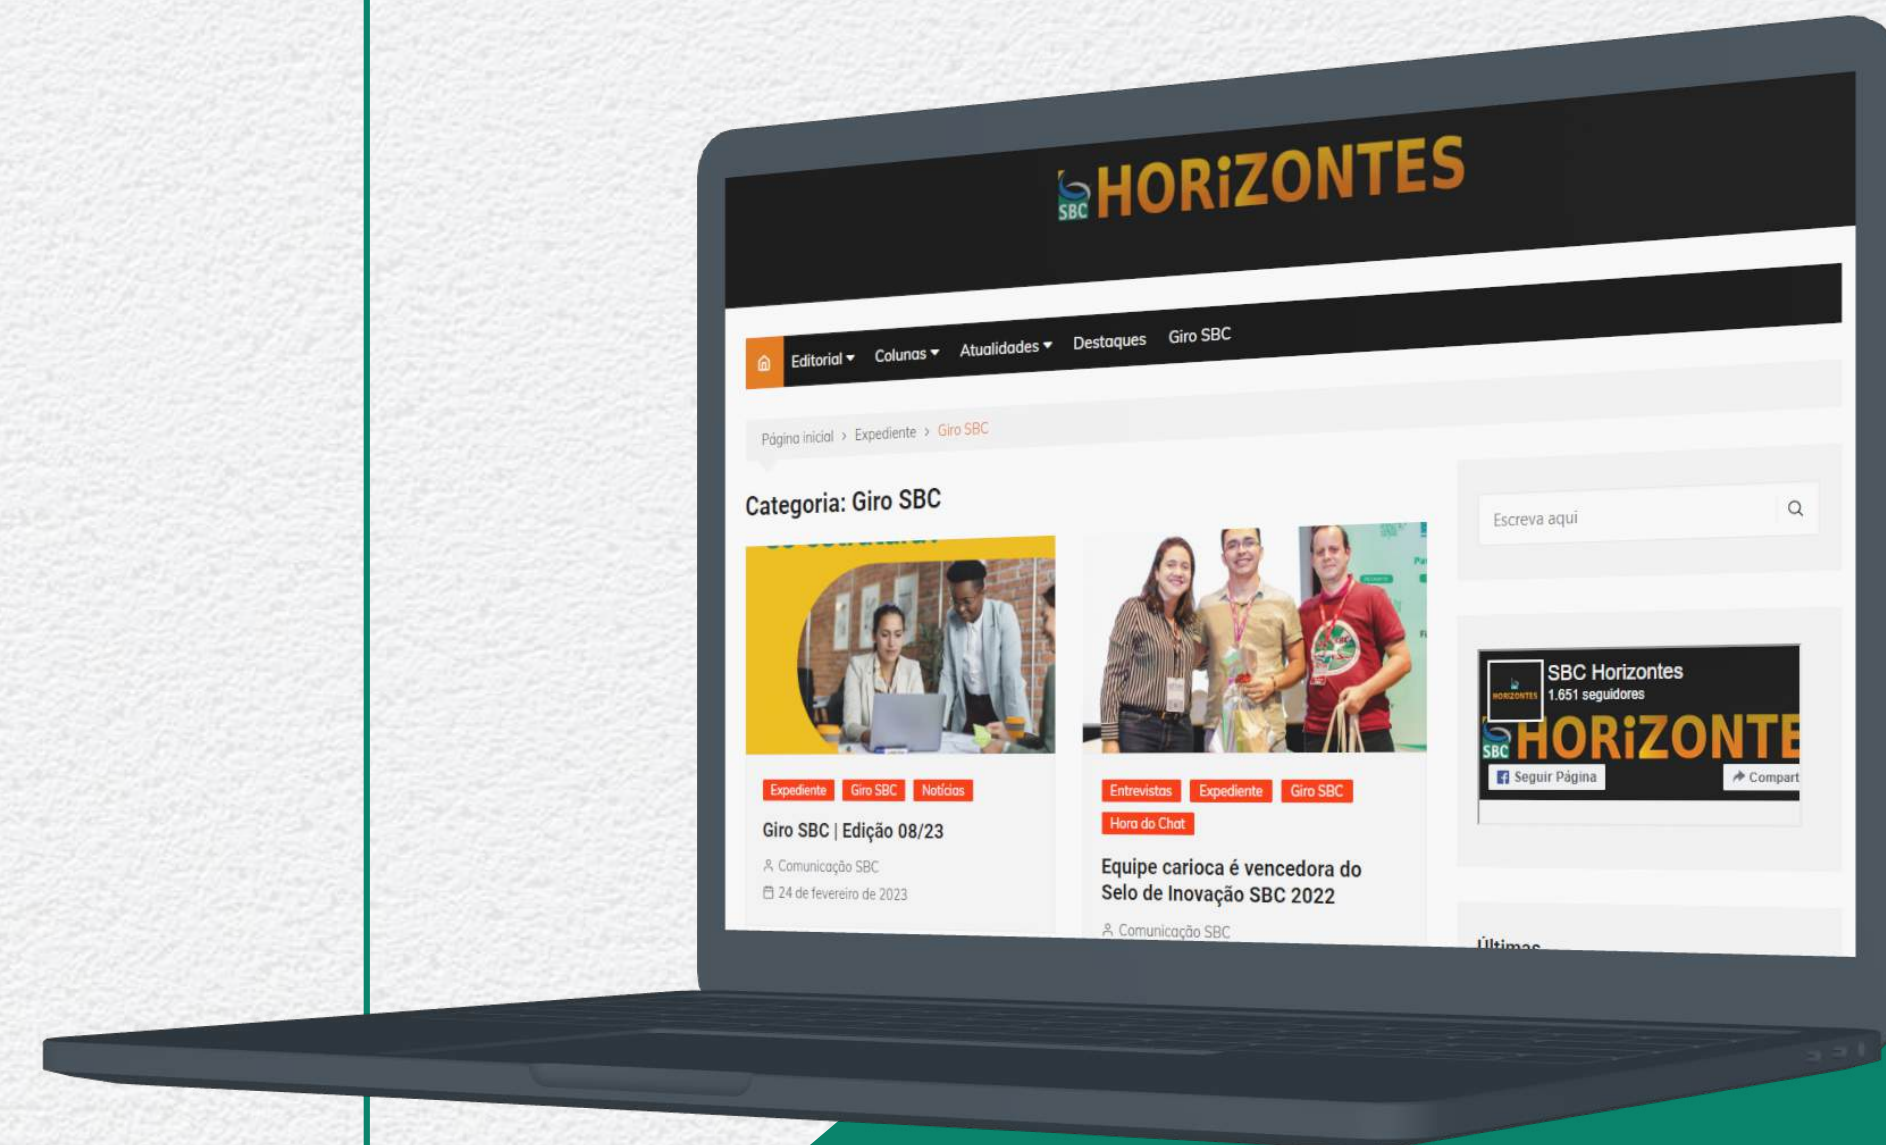 SBC HORiZONTES
Editorial Colunas Atualidades Destaques Giro SBC
Página inicial > Expediente > Giro SBC
Categoria: Giro SBC
Escreva aqui
Expediente Giro SBC Notícias
Giro SBC | Edição 08/23
Comunicação SBC
24 de fevereiro de 2023
Entrevistas Expediente Giro SBC
Hora do Chat
Equipe carioca é vencedora do
Selo de Inovação SBC 2022
Comunicação SBC
SBC Horizontes
1.651 seguidores
HORIZONTES
SBC HORiZONTE
Seguir Página Compart
Últimas